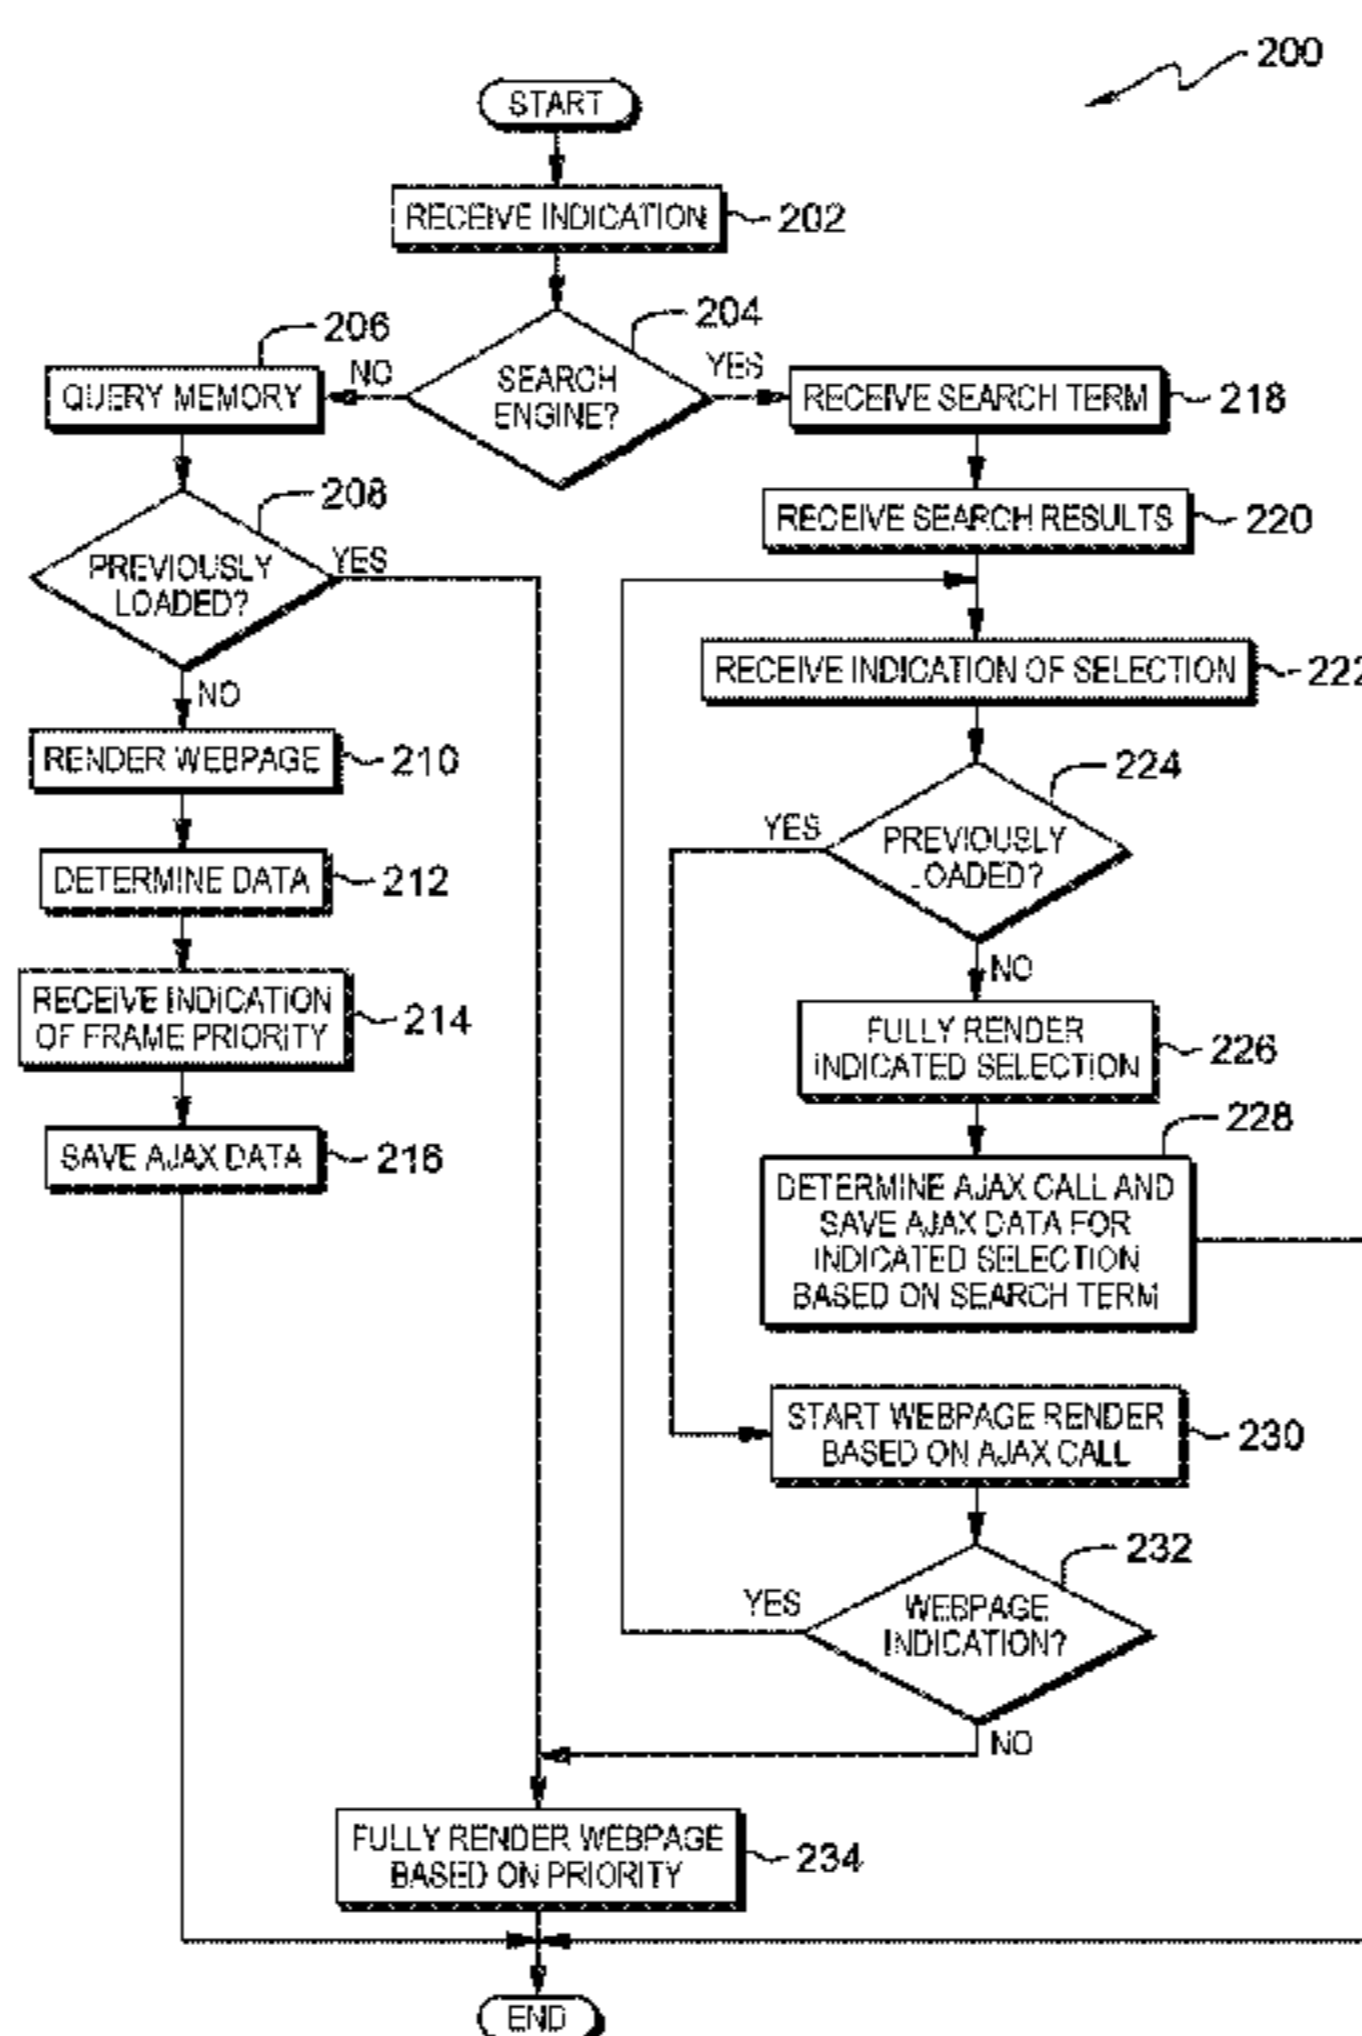 200
START
RECEIVE INDICATION
202
204
SEARCH
ENGINE?
NO
YES
206
QUERY MEMORY
RECEIVE SEARCH TERM
218
208
PREVIOUSLY
LOADED?
YES
NO
RECEIVE SEARCH RESULTS
220
RECEIVE INDICATION OF SELECTION
222
RENDER WEBPAGE
210
224
PREVIOUSLY
LOADED?
YES
NO
DETERMINE DATA
212
RECEIVE INDICATION
OF FRAME PRIORITY
214
FULLY RENDER
INDICATED SELECTION
226
SAVE AJAX DATA
216
228
DETERMINE AJAX CALL AND
SAVE AJAX DATA FOR
INDICATED SELECTION
BASED ON SEARCH TERM
START WEBPAGE RENDER
BASED ON AJAX CALL
230
232
WEBPAGE
INDICATION?
YES
NO
FULLY RENDER WEBPAGE
BASED ON PRIORITY
234
END